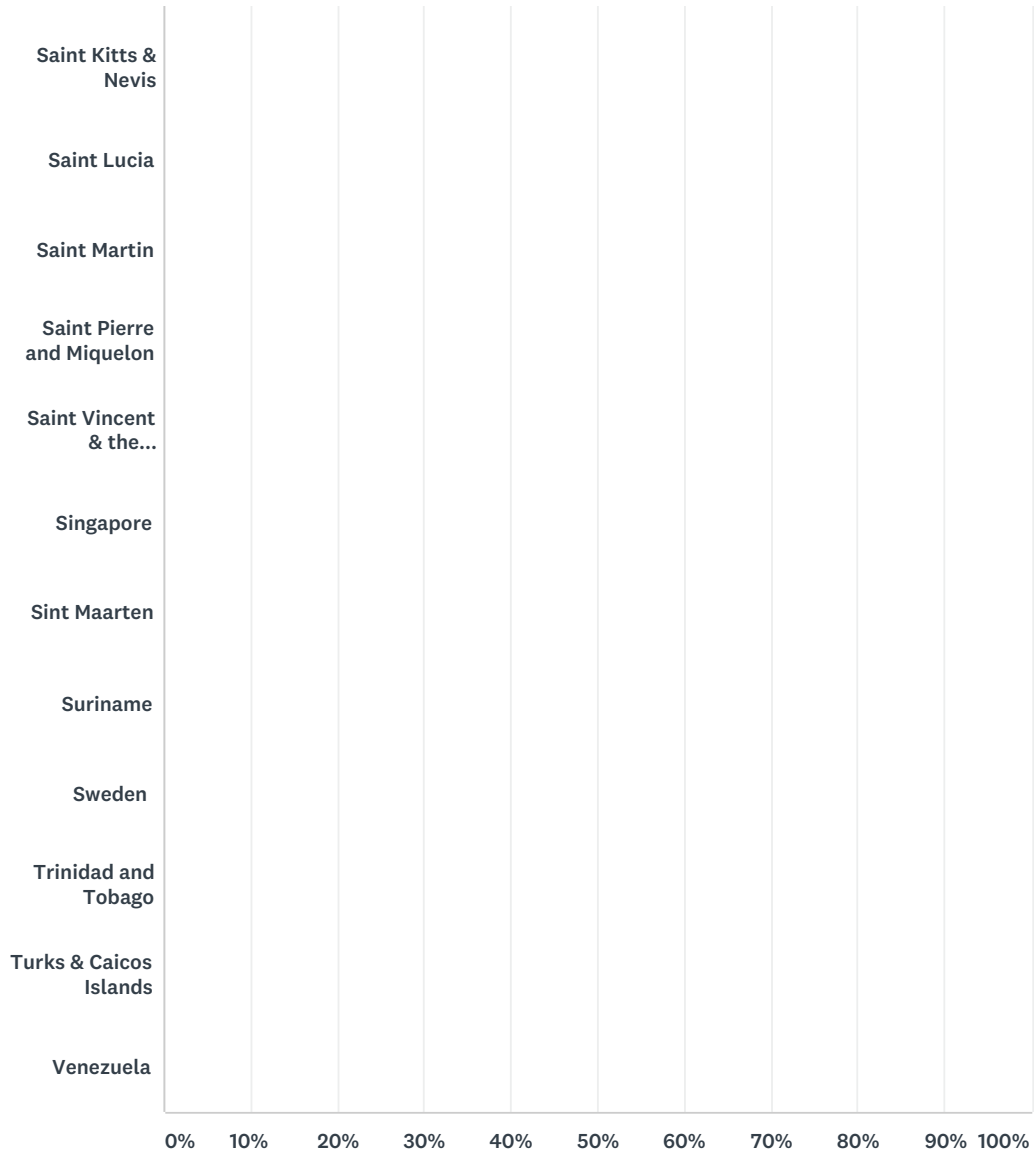 Saint Kitts &
Nevis
Saint Lucia
Saint Martin
Saint Pierre
and Miquelon
Saint Vincent
& the...
Singapore
Sint Maarten
Suriname
Sweden
Trinidad and
Tobago
Turks & Caicos
Islands
Venezuela
0% 10% 20% 30% 40% 50% 60% 70% 80% 90% 100%